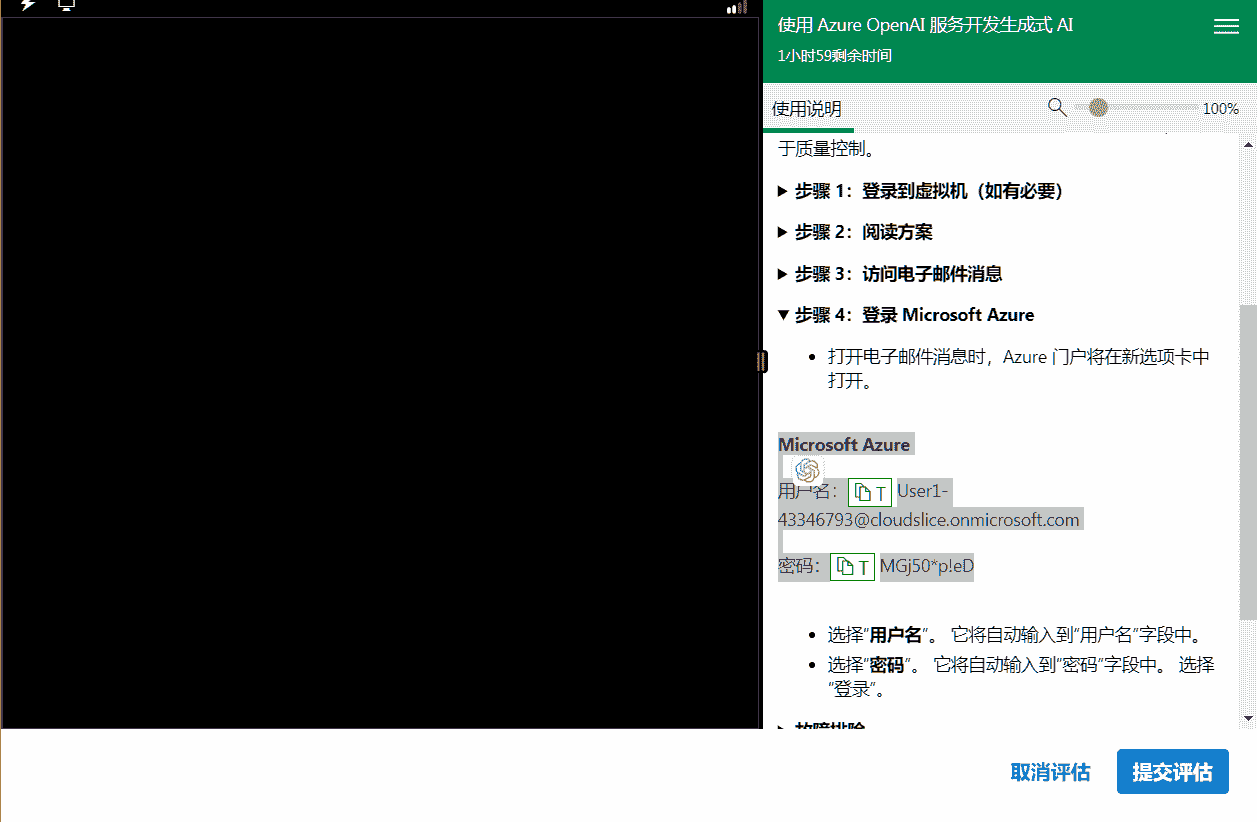 使用 Azure OpenAI 服务开发生成式 AI
1小时59剩余时间
使用说明
100%
于质量控制。
步骤 1：登录到虚拟机（如有必要）
步骤 2：阅读方案
步骤 3：访问电子邮件消息
步骤 4：登录 Microsoft Azure
打开电子邮件消息时，Azure 门户将在新选项卡中
打开。
Microsoft Azure
用户名： T User1-
43346793@cloudslice.onmicrosoft.com
密码： T MGj50*p!eD
选择“用户名”。 它将自动输入到“用户名”字段中。
选择“密码”。 它将自动输入到“密码”字段中。 选择
“登录”。
故障排除
取消评估
提交评估